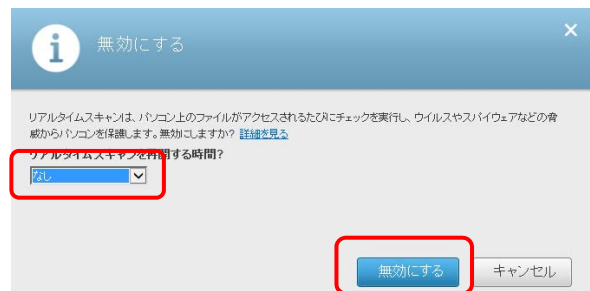 無効にする
リアルタイムスキャンは、パソコン上のファイルがアクセスされるたびにチェックを実行し、ウイルスやスパイウェアなどの脅
威からパソコンを保護します。無効にしますか? 詳細を見る
リアルタイムスキャンを再開する時間?
なし
無効にする
キャンセル